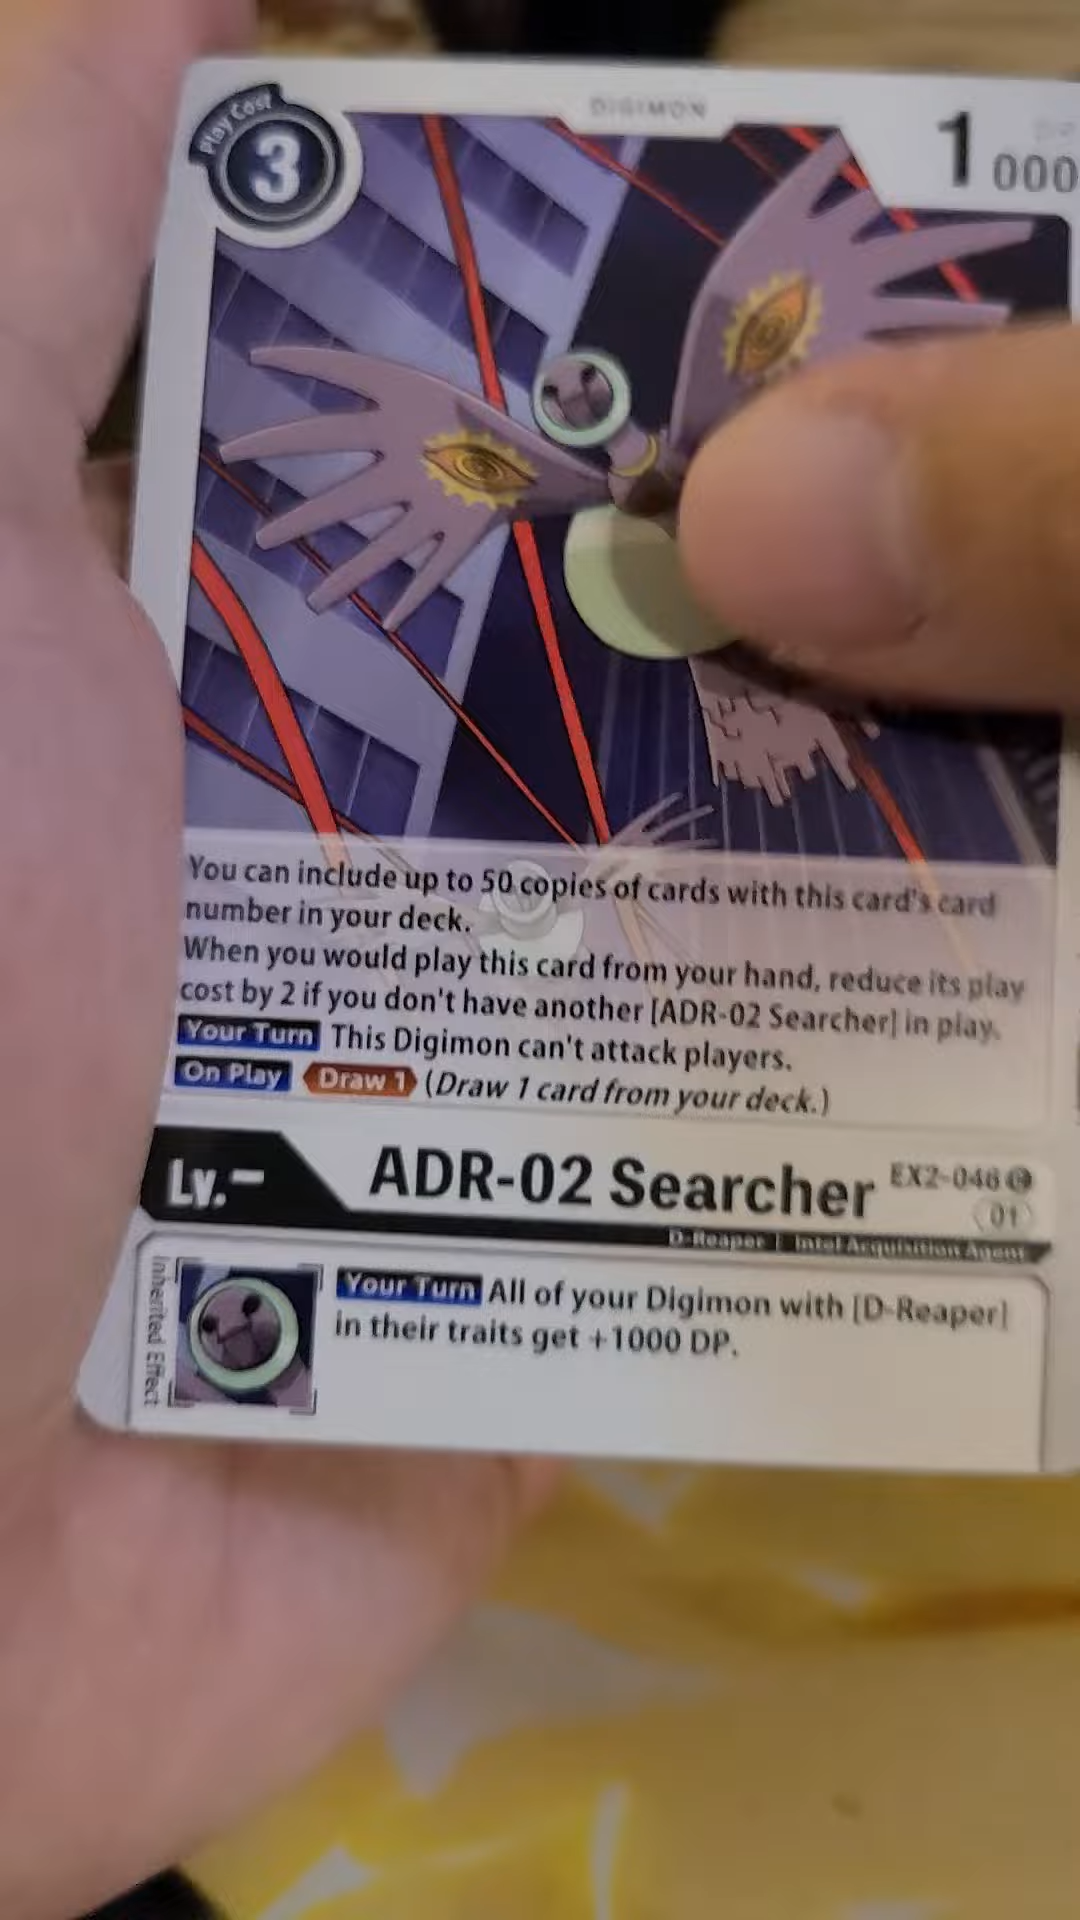 Play Cost
3
DIGIMON
DP
1000
You can include up to 50 copies of cards with this card's card
number in your deck.
When you would play this card from your hand, reduce its play
cost by 2 if you don't have another [ADR-02 Searcher] in play.
Your Turn This Digimon can't attack players.
On Play Draw 1 (Draw 1 card from your deck.)
Lv.-
ADR-02 Searcher
EX2-046 C
01
D-Reaper | Intel Acquisition Agent
Inherited Effect
Your Turn All of your Digimon with [D-Reaper]
in their traits get +1000 DP.